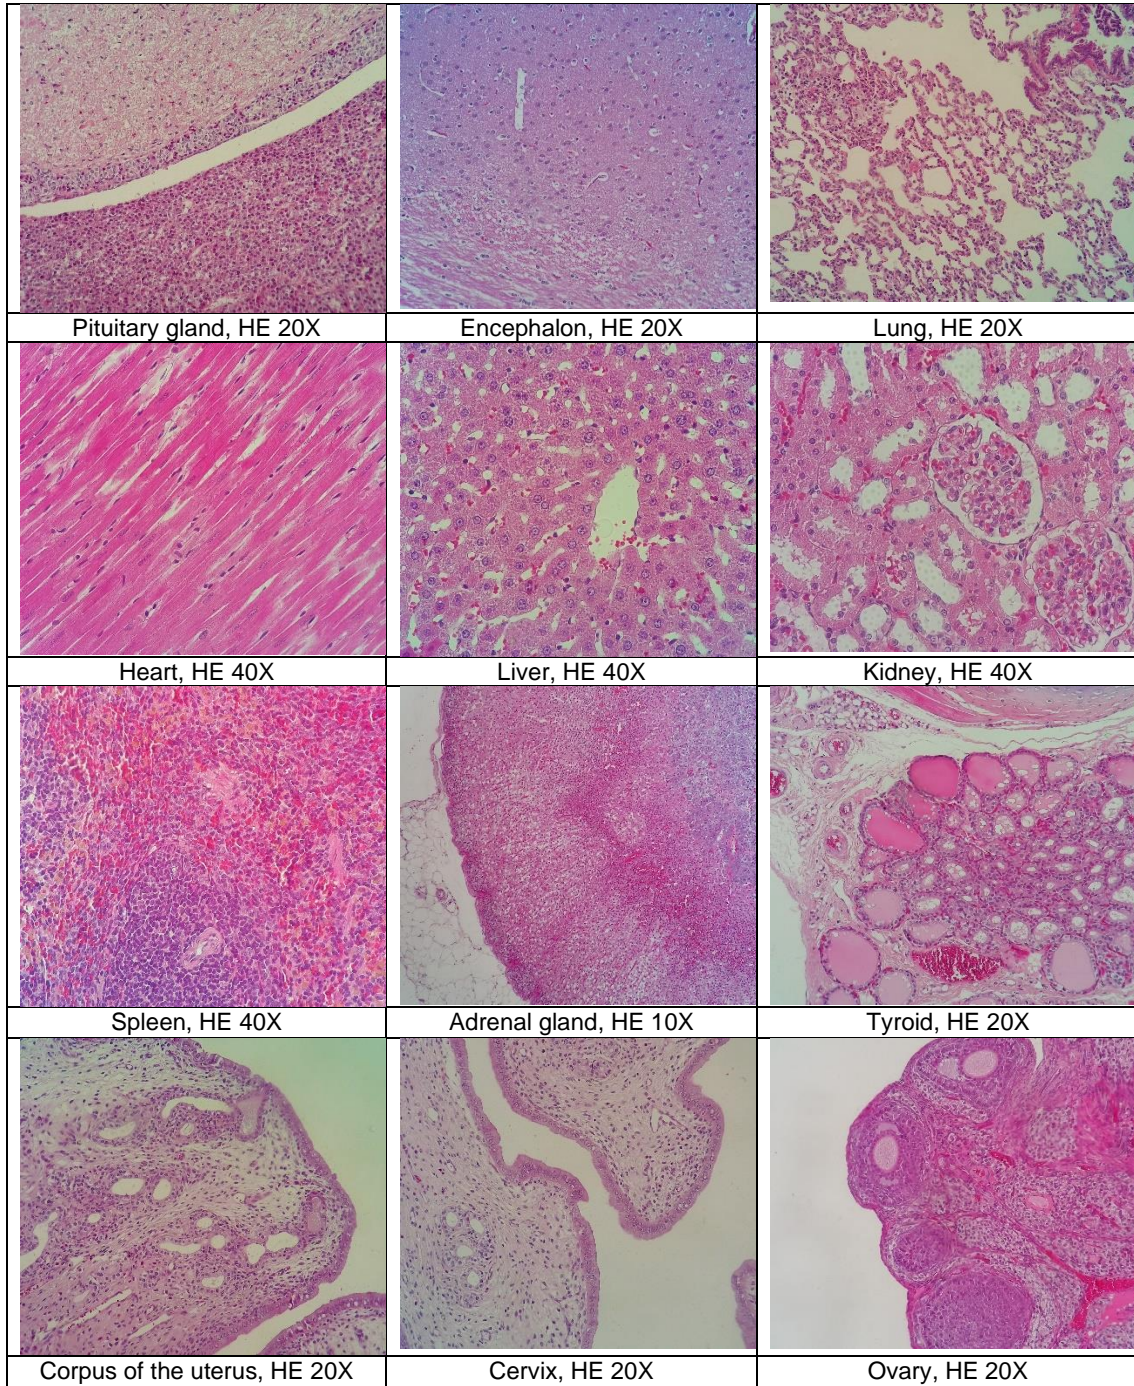 Pituitary gland, HE 20X
Encephalon, HE 20X
Lung, HE 20X
Heart, HE 40X
Liver, HE 40X
Kidney, HE 40X
Spleen, HE 40X
Adrenal gland, HE 10X
Tyroid, HE 20X
Corpus of the uterus, HE 20X
Cervix, HE 20X
Ovary, HE 20X